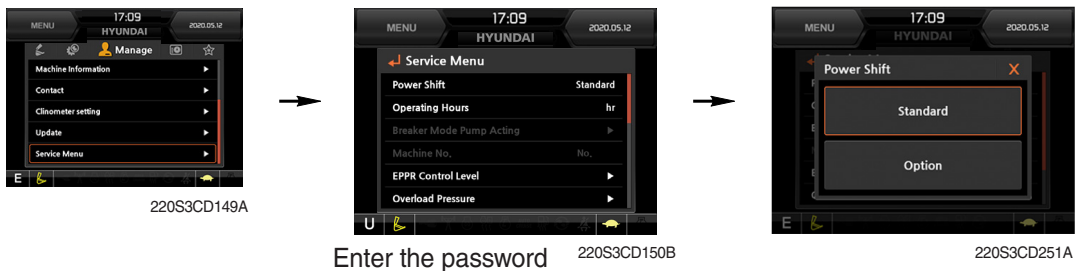 MENU 17:09 HYUNDAI 2020.05.12
Manage
Machine Information
Contact
Clinometer setting
Update
Service Menu
E
220S3CD149A
MENU 17:09 HYUNDAI 2020.05.12
Service Menu
Power Shift Standard
Operating Hours hr
Breaker Mode Pump Acting
Machine No. No.
EPPR Control Level
Overload Pressure
U
Enter the password 220S3CD150B
MENU 17:09 HYUNDAI 2020.05.12
Power Shift X
Standard
Option
E
220S3CD251A